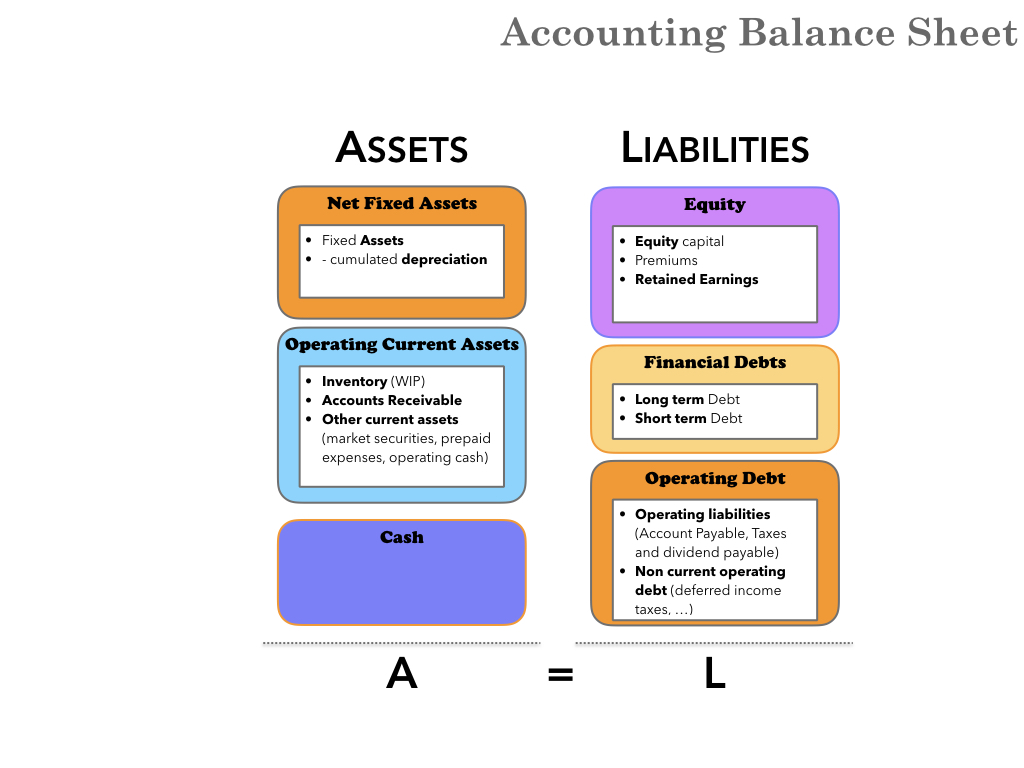 Accounting Balance Sheet
ASSETS
Net Fixed Assets
• Fixed Assets
• - cumulated depreciation
Operating Current Assets
• Inventory (WIP)
• Accounts Receivable
• Other current assets
(market securities, prepaid
expenses, operating cash)
Cash
LIABILITIES
Equity
• Equity capital
• Premiums
• Retained Earnings
Financial Debts
• Long term Debt
• Short term Debt
Operating Debt
• Operating liabilities
(Account Payable, Taxes
and dividend payable)
• Non current operating
debt (deferred income
taxes, …)
A = L